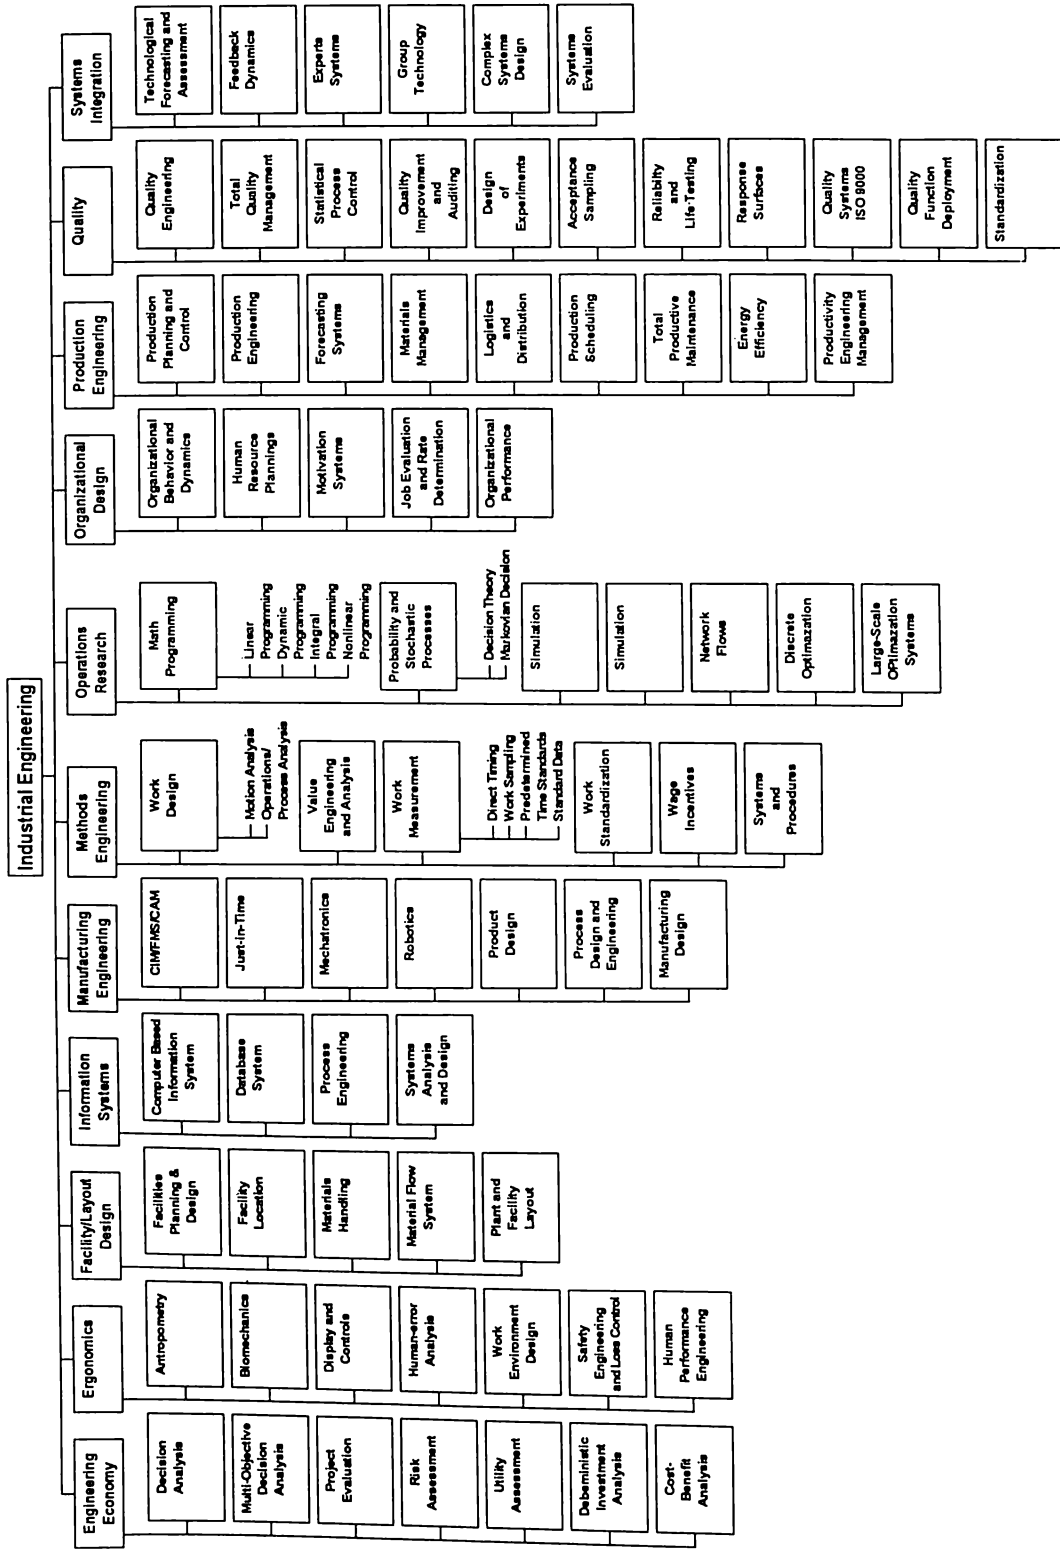 Industrial Engineering
Engineering
Economy
Decision
Analysis
Multi-Objective
Decision
Analysis
Project
Evaluation
Risk
Assessment
Utility
Assessment
Debeministic
Investment
Analysis
Cost-
Benefit
Analysis
Ergonomics
Antropometry
Biomechanics
Display and
Controls
Human-error
Analysis
Work
Environment
Design
Safety
Engineering
and Loss Control
Human
Performance
Engineering
Facility/Layout
Design
Facilities
Planning &
Design
Facility
Location
Materials
Handling
Material Flow
System
Plant and
Facility
Layout
Information
Systems
Computer Based
Information
System
Database
System
Process
Engineering
Systems
Analysis
and Design
Manufacturing
Engineering
CIM/FMS/CAM
Just-in-Time
Mechatronics
Robotics
Product
Design
Process
Design and
Engineering
Manufacturing
Design
Methods
Engineering
Work
Design
Motion Analysis
Operations/
Process Analysis
Value
Engineering
and Analysis
Work
Measurement
Direct Timing
Work Sampling
Predetermined
Time Standards
Standard Data
Work
Standardization
Wage
Incentives
Systems
and
Procedures
Operations
Research
Math
Programming
Linear
Programming
Dynamic
Programming
Integral
Programming
Nonlinear
Programming
Probability and
Stochastic
Processes
Decision Theory
Markovian Decision
Simulation
Simulation
Network
Flows
Discrete
Optimazation
Large-Scale
OPtimazation
Systems
Organizational
Design
Organizational
Behavior and
Dynamics
Human
Resource
Plannings
Motivation
Systems
Job Evaluation
and Rate
Determination
Organizational
Performance
Production
Engineering
Production
Planning and
Control
Production
Engineering
Forecasting
Systems
Materials
Management
Logistics
and
Distribution
Production
Scheduling
Total
Productive
Maintenance
Energy
Efficiency
Productivity
Engineering
Management
Quality
Quality
Engineering
Total
Quality
Management
Statistical
Process
Control
Quality
Improvement
and
Auditing
Design
of
Experiments
Acceptance
Sampling
Reliability
and
Life-Testing
Response
Surfaces
Quality
Systems
ISO 9000
Quality
Function
Deployment
Standardization
Systems
Integration
Technological
Forecasting and
Assessment
Feedback
Dynamics
Experts
Systems
Group
Technology
Complex
Systems
Design
Systems
Evaluation